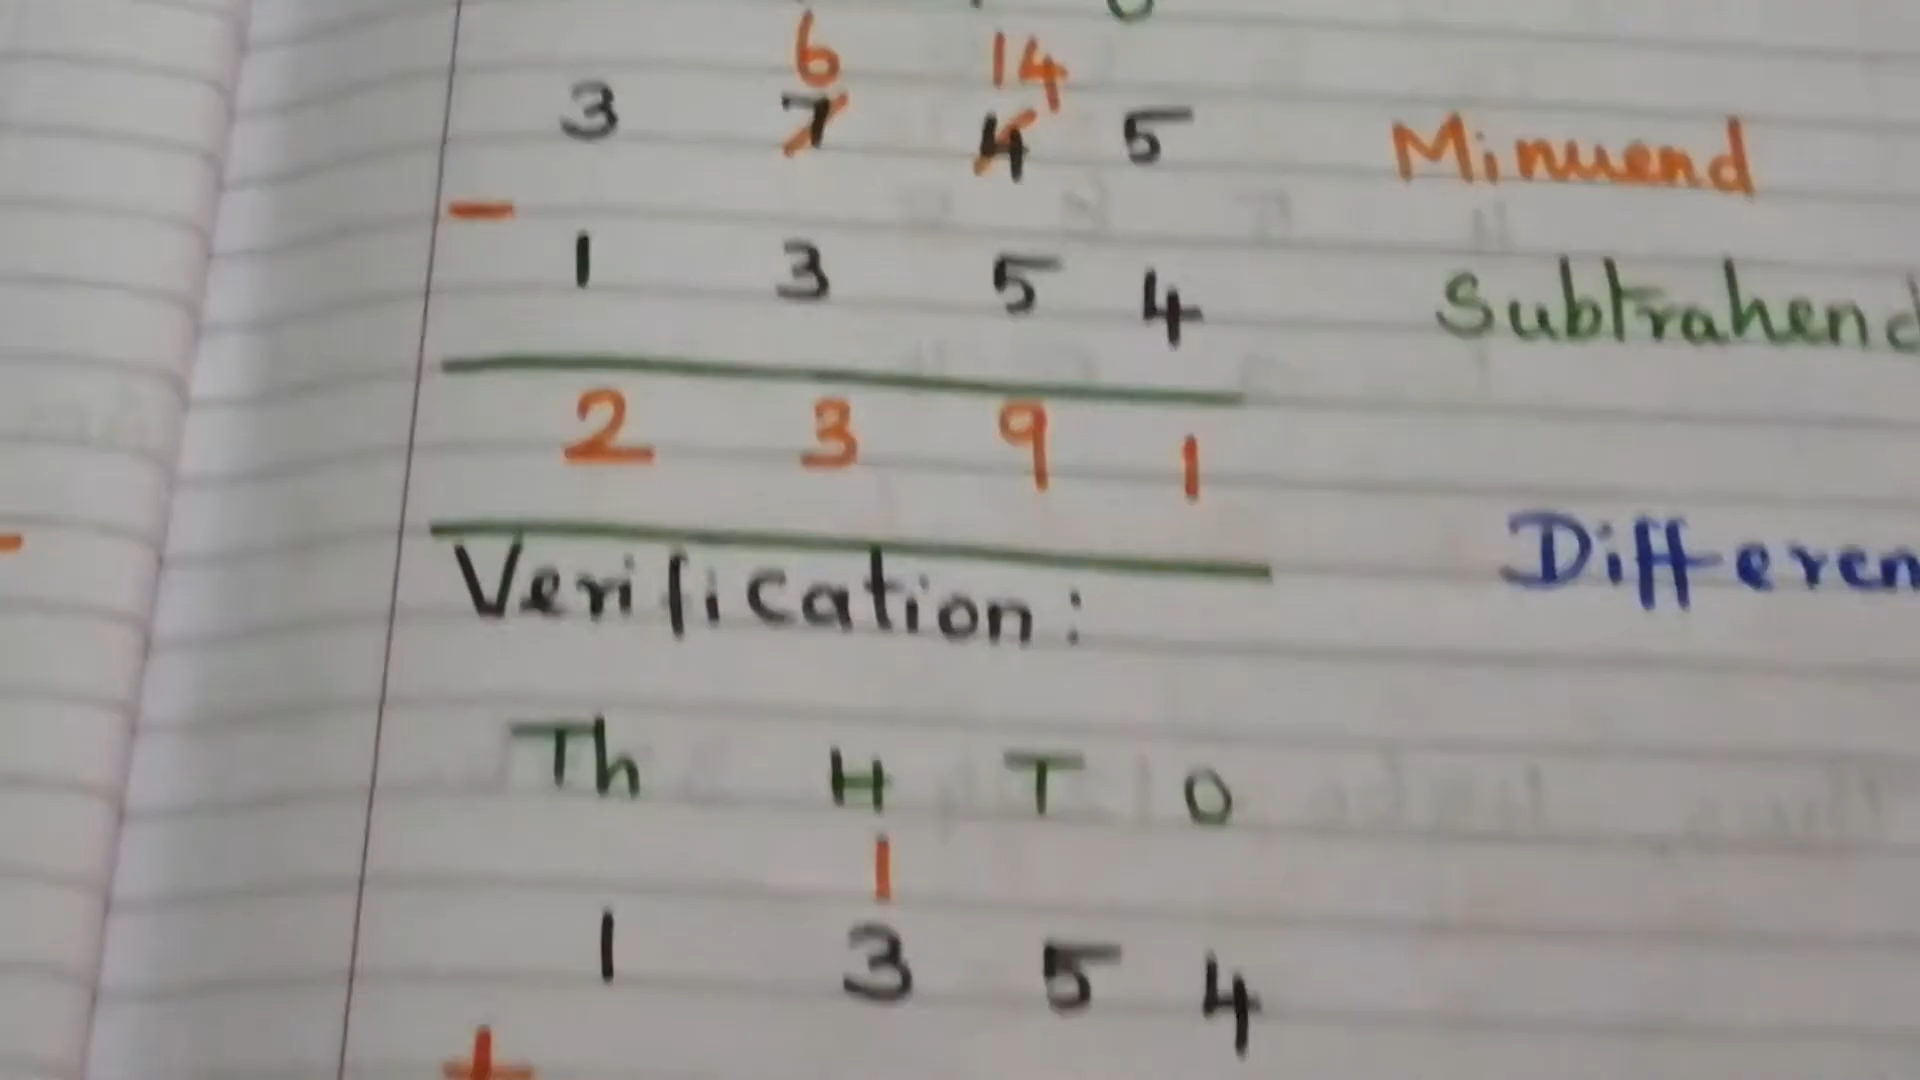 6 14
3 7 4 5 Minuend
- 1 3 5 4 Subtrahend
2 3 9 1
Differen
Verification:
Th H T O
1
1 3 5 4
+